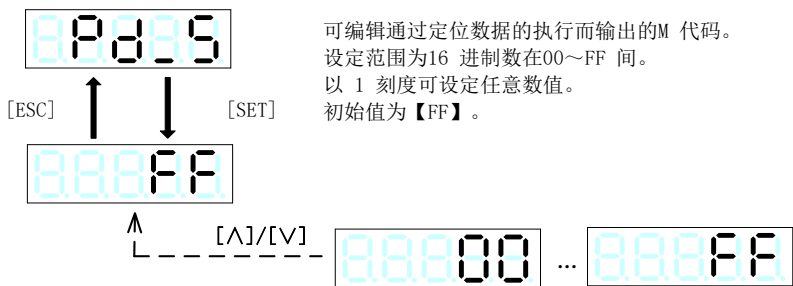 Pd_S
可编辑通过定位数据的执行而输出的M 代码。
设定范围为16 进制数在00～FF 间。
以 1 刻度可设定任意数值。
初始值为【FF】。
[ESC]
[SET]
FF
[Λ]/[V]
00
...
FF